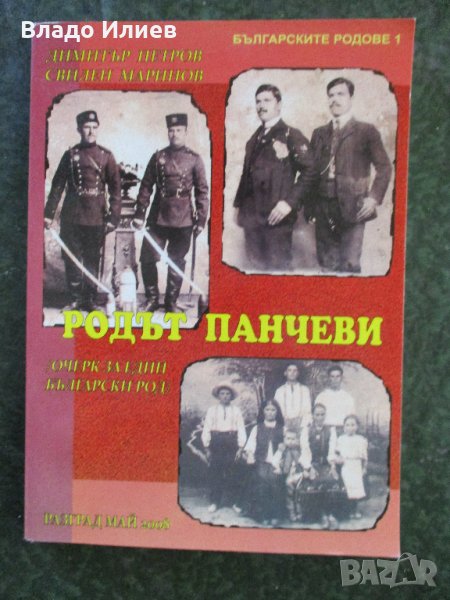 Владо Илиев
БЪЛГАРСКИТЕ РОДОВЕ 1
ДИМИТЪР ПЕТРОВ
СВИЛЕН МАРИНОВ
РОДЪТ ПАНЧЕВИ
/ОЧЕРК ЗА ЕДИН
БЪЛГАРСКИ РОД/
РАЗГРАД МАЙ 2008
BAZAR